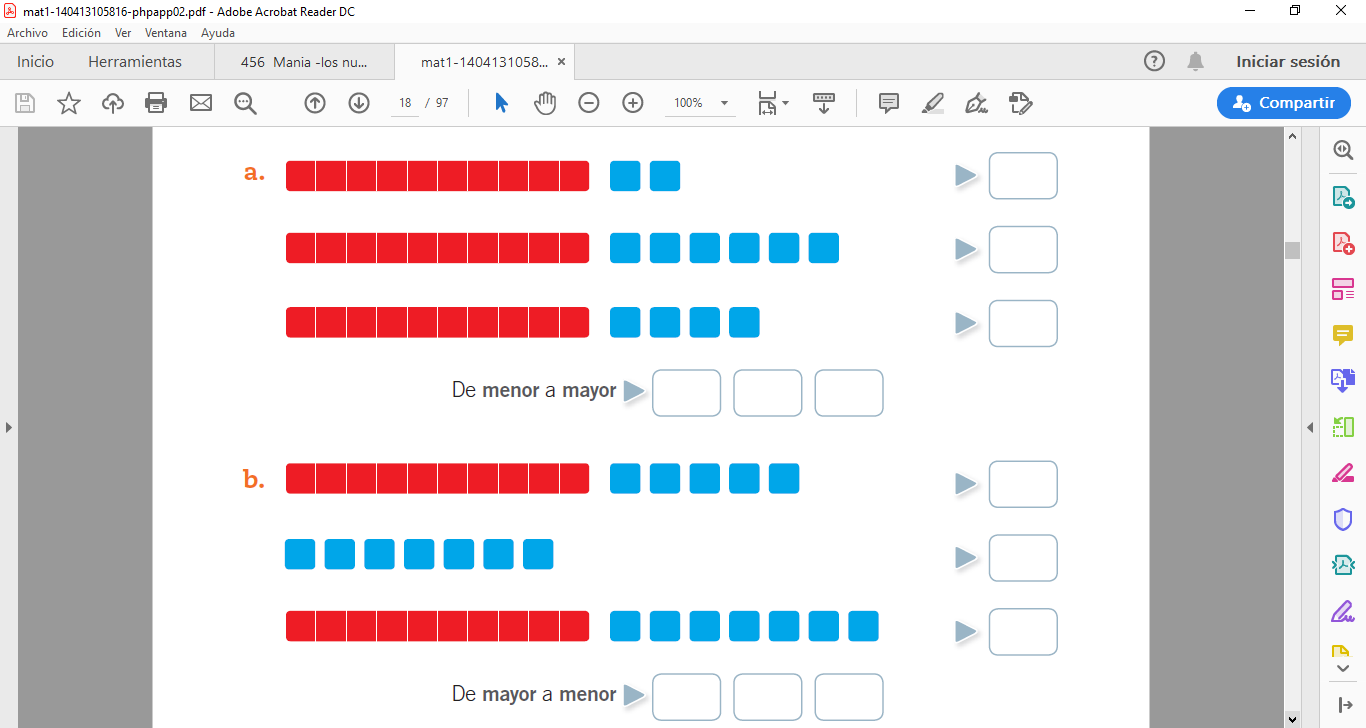 mat1-140413105816-phpapp02.pdf - Adobe Acrobat Reader DC
Archivo Edición Ver Ventana Ayuda
Inicio Herramientas 456 Mania -los nu... mat1-1404131058... × Iniciar sesión
18 / 97 100% Compartir
a.
De menor a mayor
b.
De mayor a menor